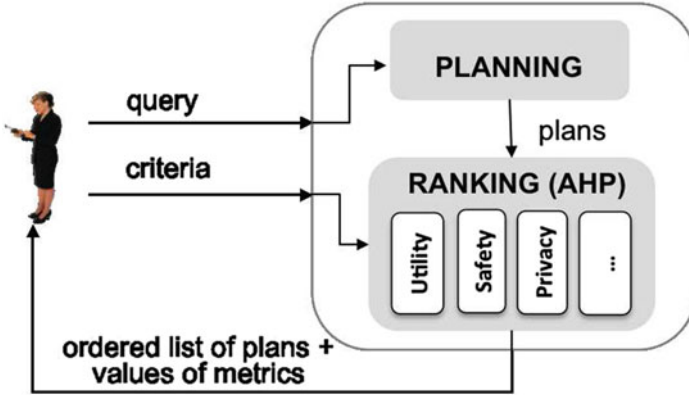 PLANNING
query
plans
criteria
RANKING (AHP)
Utility
Safety
Privacy
...
ordered list of plans +
values of metrics